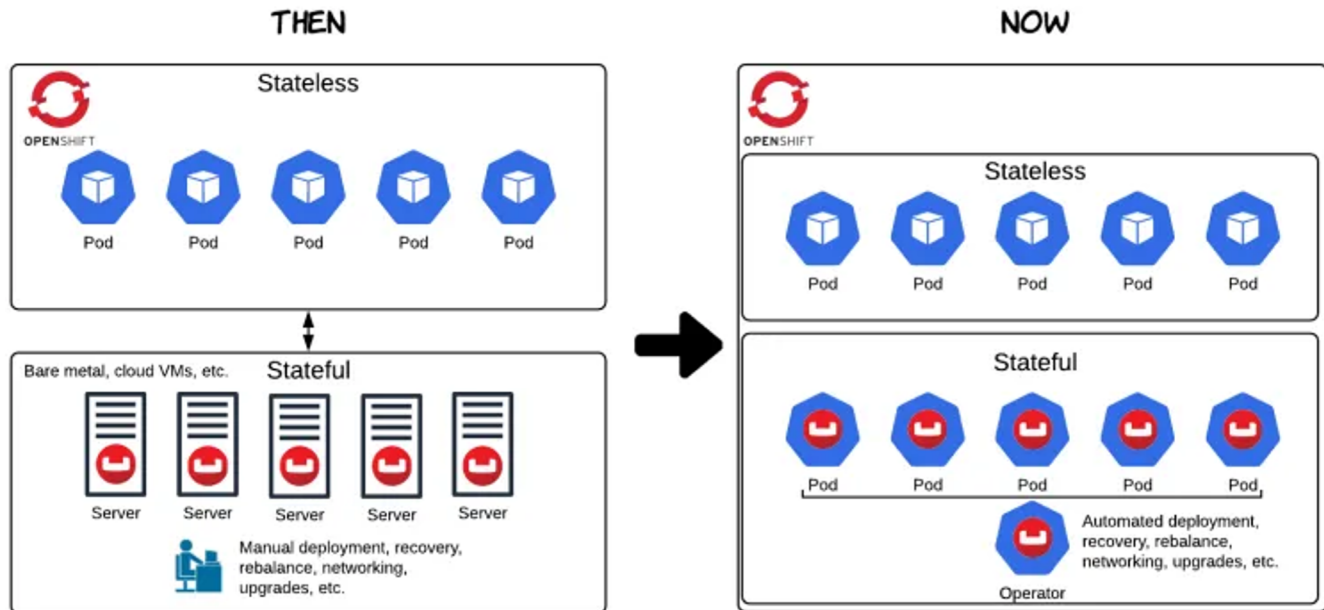 THEN
NOW
OPENSHIFT
Stateless
Pod Pod Pod Pod Pod
Bare metal, cloud VMs, etc.
Stateful
Server Server Server Server Server
Manual deployment, recovery,
rebalance, networking,
upgrades, etc.
OPENSHIFT
Stateless
Pod Pod Pod Pod Pod
Stateful
Pod Pod Pod Pod Pod
Automated deployment,
recovery, rebalance,
networking, upgrades, etc.
Operator